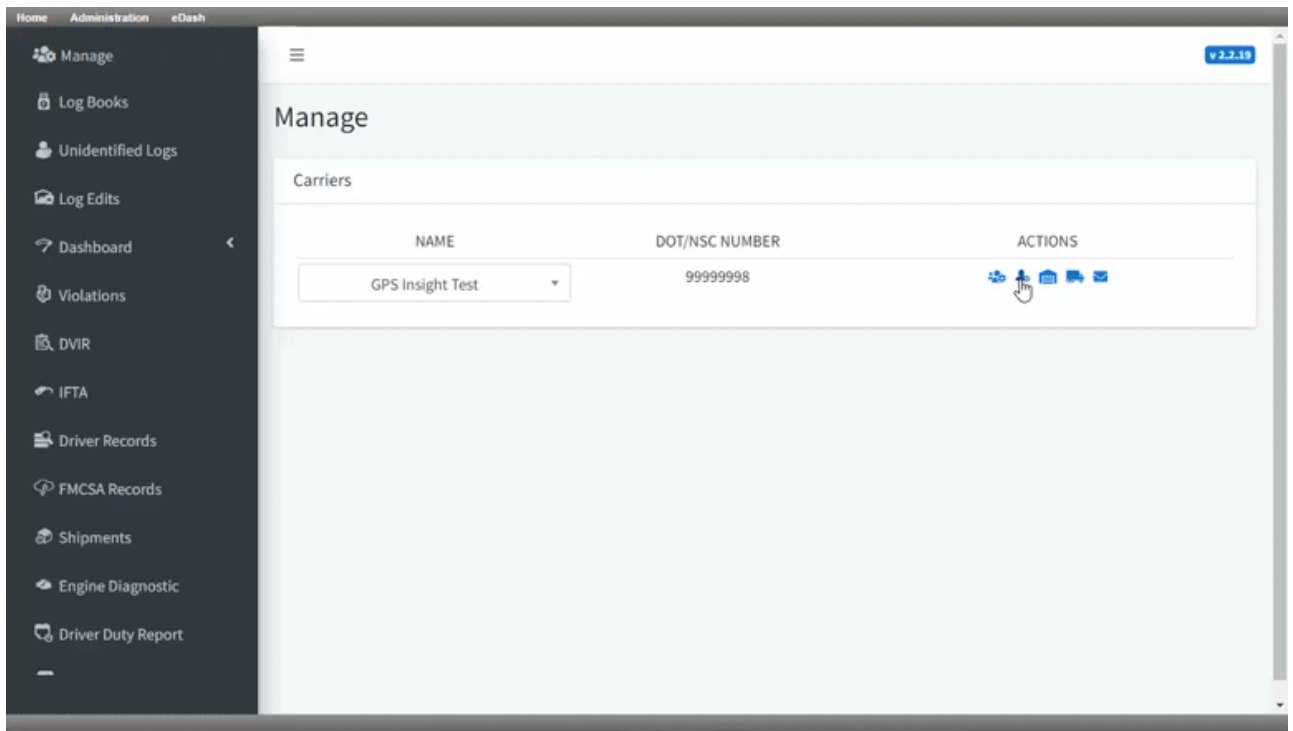 Home Administration eDash
Manage
v 2.2.19
Log Books
Manage
Unidentified Logs
Carriers
Log Edits
NAME DOT/NSC NUMBER ACTIONS
Dashboard
GPS Insight Test 99999998
Violations
DVIR
IFTA
Driver Records
FMCSA Records
Shipments
Engine Diagnostic
Driver Duty Report